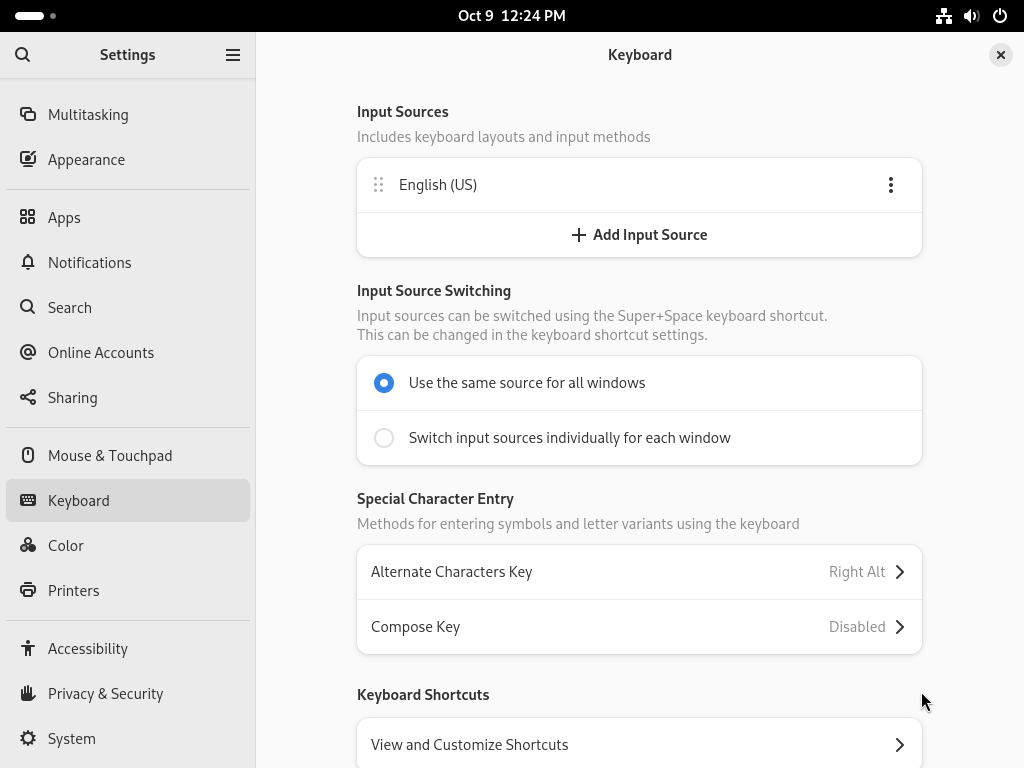 Oct 9 12:24 PM
Settings
Keyboard
Multitasking
Appearance
Apps
Notifications
Search
Online Accounts
Sharing
Mouse & Touchpad
Keyboard
Color
Printers
Accessibility
Privacy & Security
System
Input Sources
Includes keyboard layouts and input methods
English (US)
Add Input Source
Input Source Switching
Input sources can be switched using the Super+Space keyboard shortcut.
This can be changed in the keyboard shortcut settings.
Use the same source for all windows
Switch input sources individually for each window
Special Character Entry
Methods for entering symbols and letter variants using the keyboard
Alternate Characters Key Right Alt
Compose Key Disabled
Keyboard Shortcuts
View and Customize Shortcuts